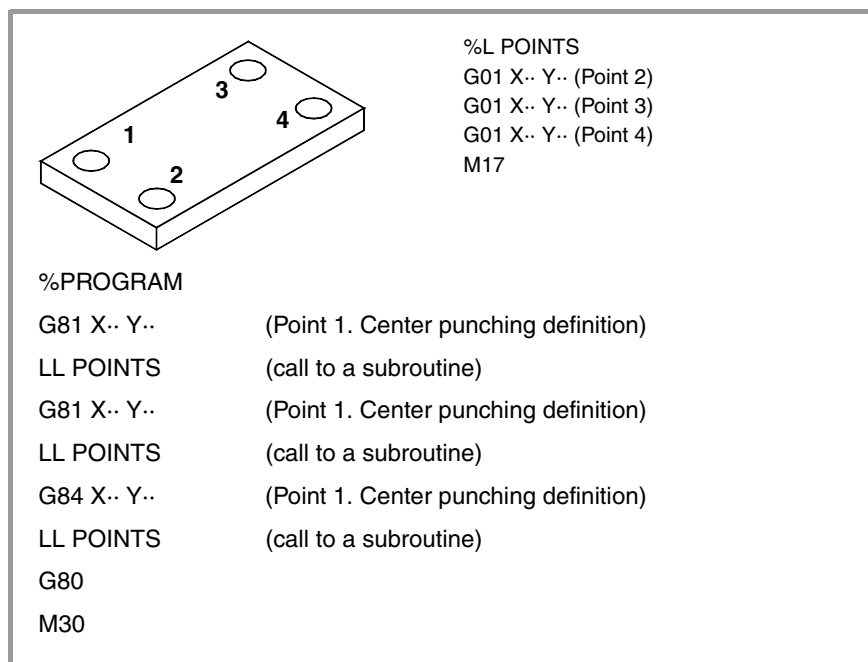 %L POINTS
G01 X·· Y·· (Point 2)
G01 X·· Y·· (Point 3)
G01 X·· Y·· (Point 4)
M17
3
4
1
2
%PROGRAM
G81 X·· Y·· (Point 1. Center punching definition)
LL POINTS (call to a subroutine)
G81 X·· Y·· (Point 1. Center punching definition)
LL POINTS (call to a subroutine)
G84 X·· Y·· (Point 1. Center punching definition)
LL POINTS (call to a subroutine)
G80
M30